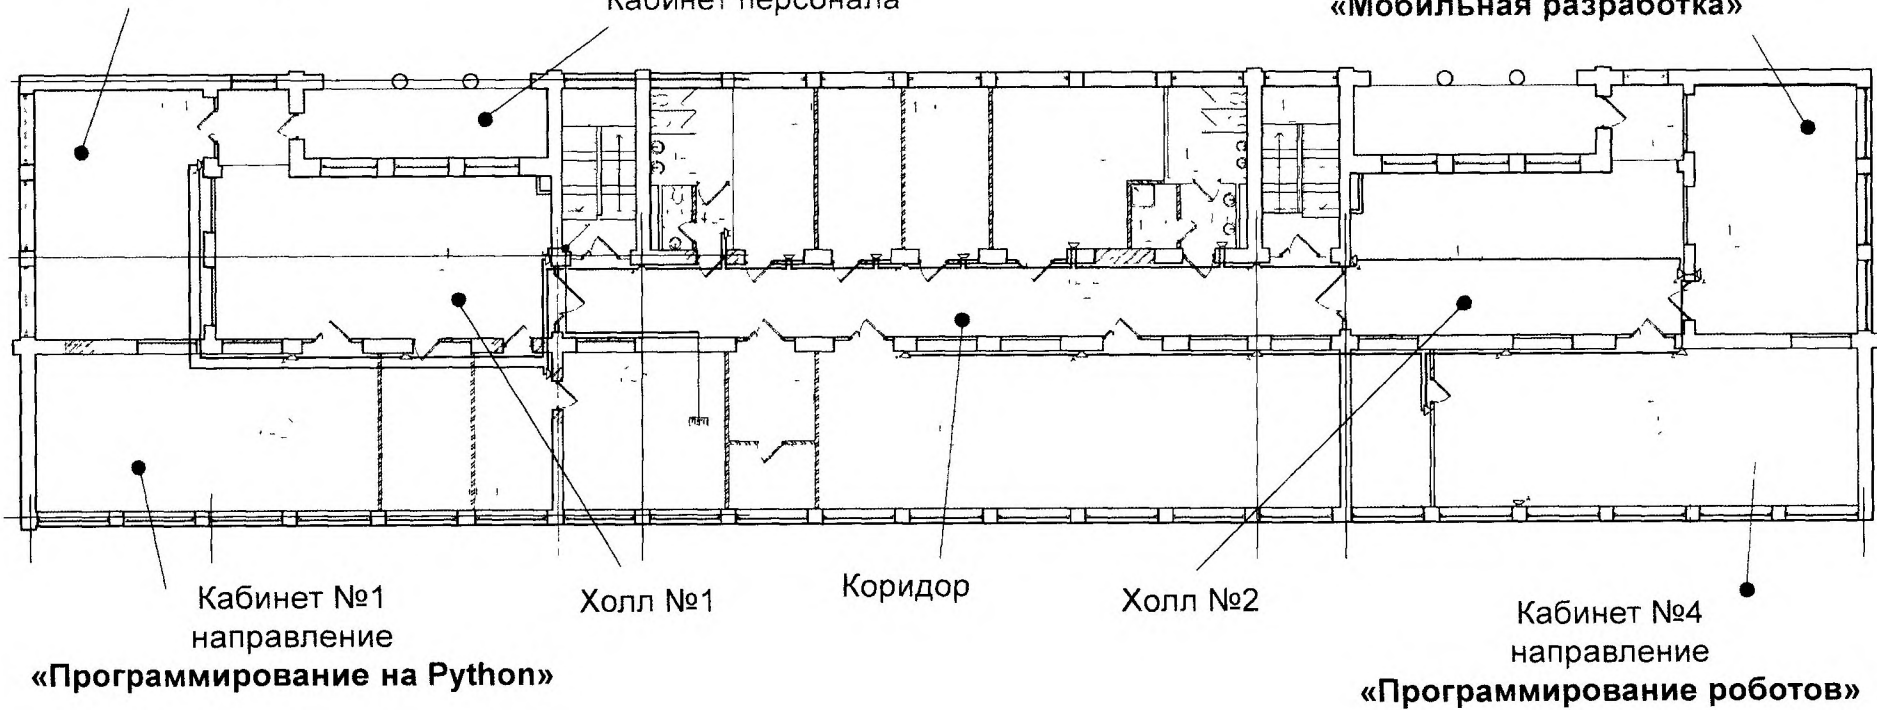 Кабинет персонала
«Мобильная разработка»
Кабинет №1
направление
«Программирование на Python»
Холл №1
Коридор
Холл №2
Кабинет №4
направление
«Программирование роботов»